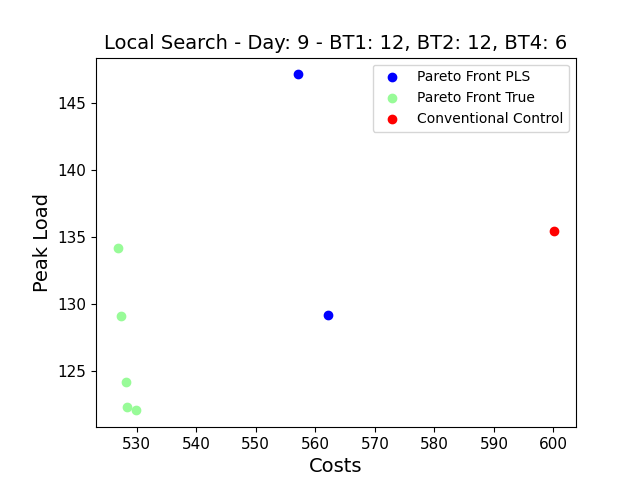 Local Search - Day: 9 - BT1: 12, BT2: 12, BT4: 6
Pareto Front PLS
Pareto Front True
Conventional Control
Peak Load
145
140
135
130
125
530 540 550 560 570 580 590 600
Costs